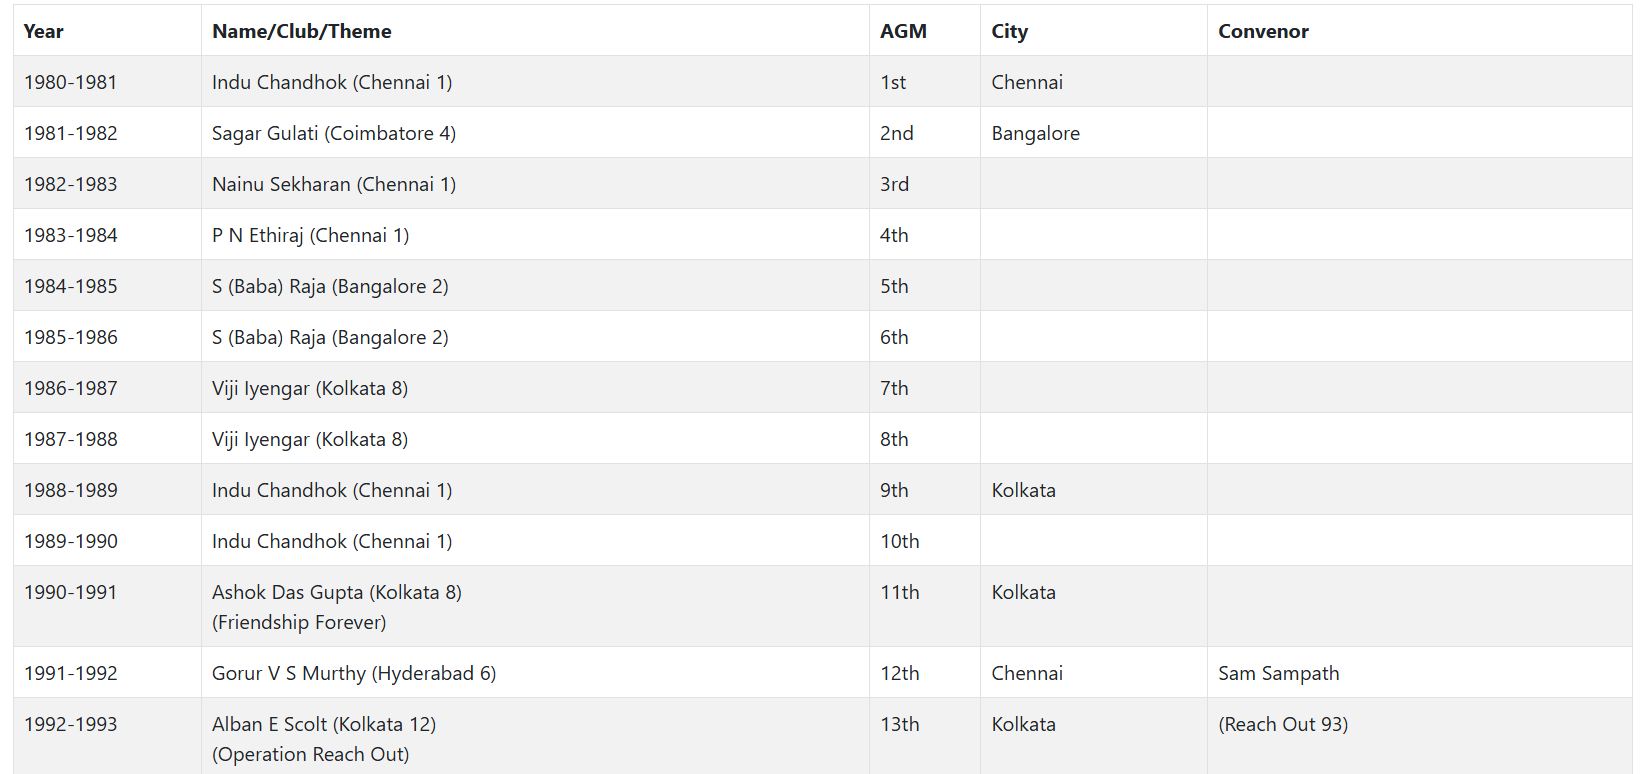 Year Name/Club/Theme AGM City Convenor
1980-1981 Indu Chandhok (Chennai 1) 1st Chennai
1981-1982 Sagar Gulati (Coimbatore 4) 2nd Bangalore
1982-1983 Nainu Sekharan (Chennai 1) 3rd
1983-1984 P N Ethiraj (Chennai 1) 4th
1984-1985 S (Baba) Raja (Bangalore 2) 5th
1985-1986 S (Baba) Raja (Bangalore 2) 6th
1986-1987 Viji Iyengar (Kolkata 8) 7th
1987-1988 Viji Iyengar (Kolkata 8) 8th
1988-1989 Indu Chandhok (Chennai 1) 9th Kolkata
1989-1990 Indu Chandhok (Chennai 1) 10th
1990-1991 Ashok Das Gupta (Kolkata 8) 11th Kolkata
(Friendship Forever)
1991-1992 Gorur V S Murthy (Hyderabad 6) 12th Chennai Sam Sampath
1992-1993 Alban E Scolt (Kolkata 12) 13th Kolkata (Reach Out 93)
(Operation Reach Out)